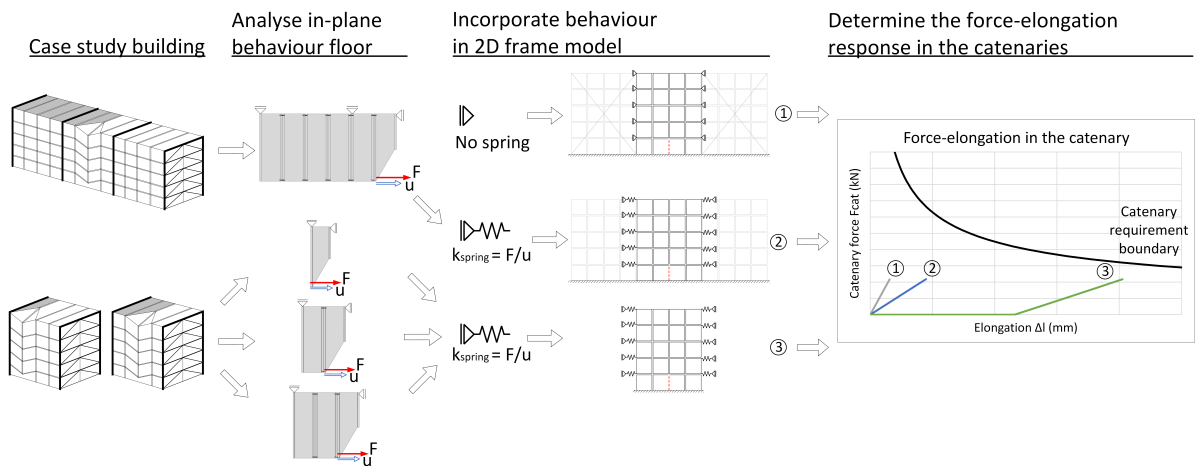 Case study building
Analyse in-plane
behaviour floor
Incorporate behaviour
in 2D frame model
Determine the force-elongation
response in the catenaries
F
u
F
u
F
u
F
u
No spring
kspring = F/u
kspring = F/u
①
②
③
Force-elongation in the catenary
Catenary force Fcat (kN)
Catenary
requirement
boundary
① ② ③
Elongation Δl (mm)